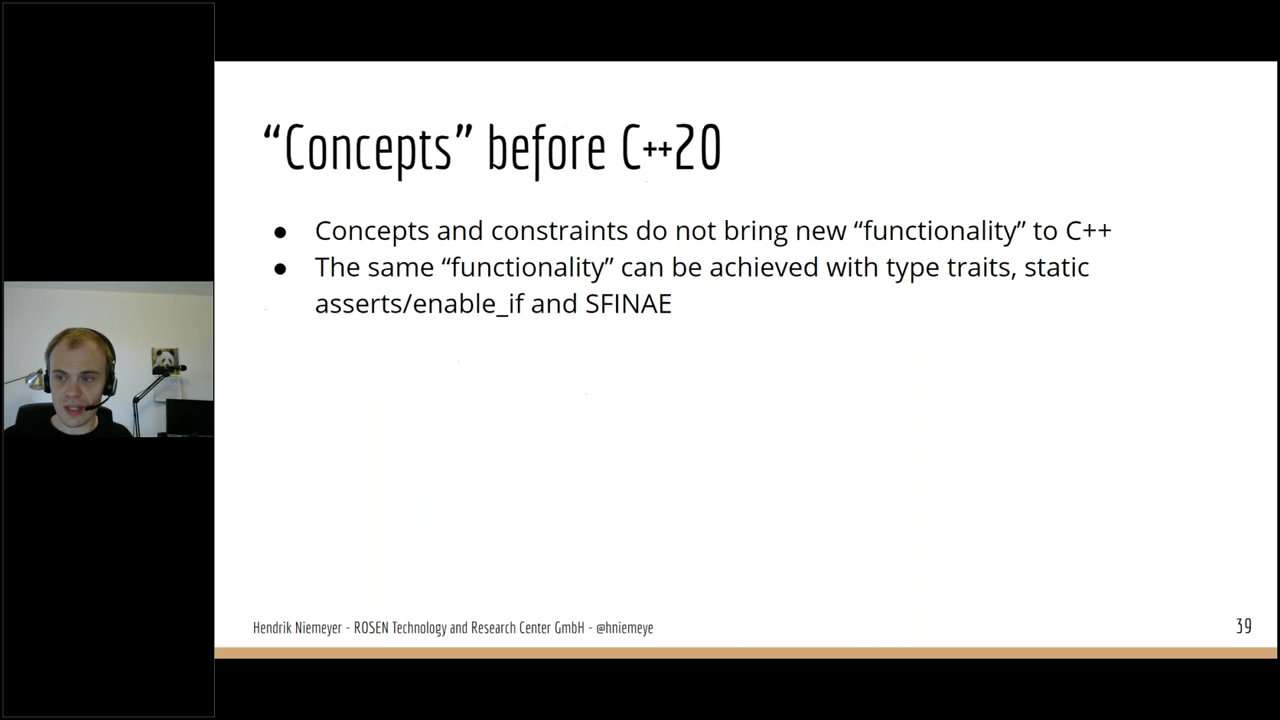 “Concepts” before C++20
● Concepts and constraints do not bring new “functionality” to C++
● The same “functionality” can be achieved with type traits, static
asserts/enable_if and SFINAE
Hendrik Niemeyer - ROSEN Technology and Research Center GmbH - @hniemeye
39